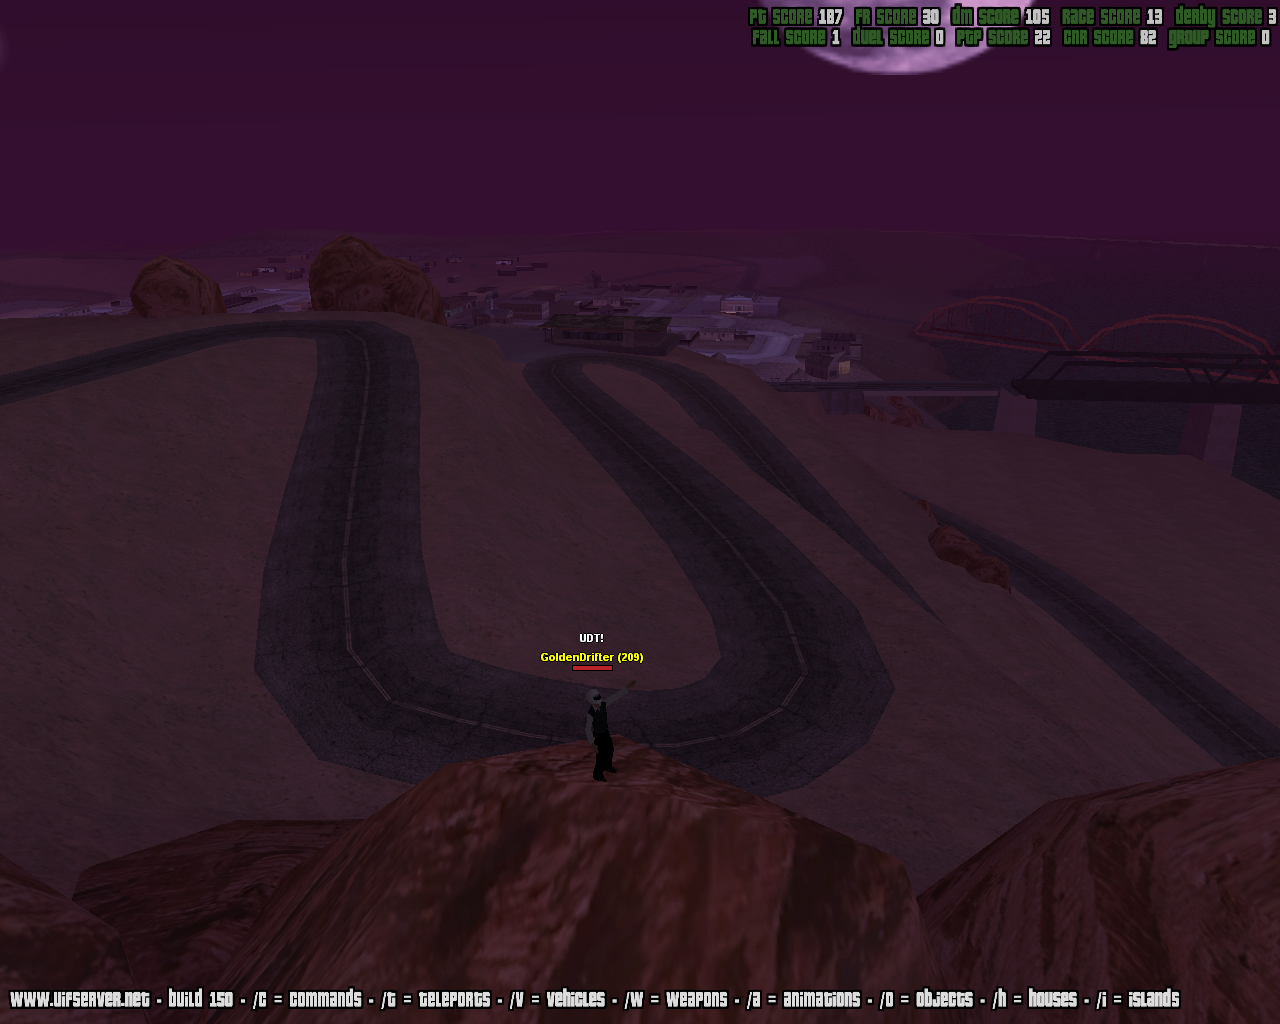 PT SCORE 187 FR SCORE 30 DM SCORE 105 RACE SCORE 13 DERBY SCORE 3
FALL SCORE 1 DUEL SCORE 0 PTP SCORE 22 CNR SCORE 82 GROUP SCORE 0
UDT!
GoldenDrifter (209)
WWW.UIFSERVER.NET - BUILD 150 - /C = COMMANDS - /T = TELEPORTS - /V = VEHICLES - /W = WEAPONS - /A = ANIMATIONS - /O = OBJECTS - /H = HOUSES - /I = ISLANDS